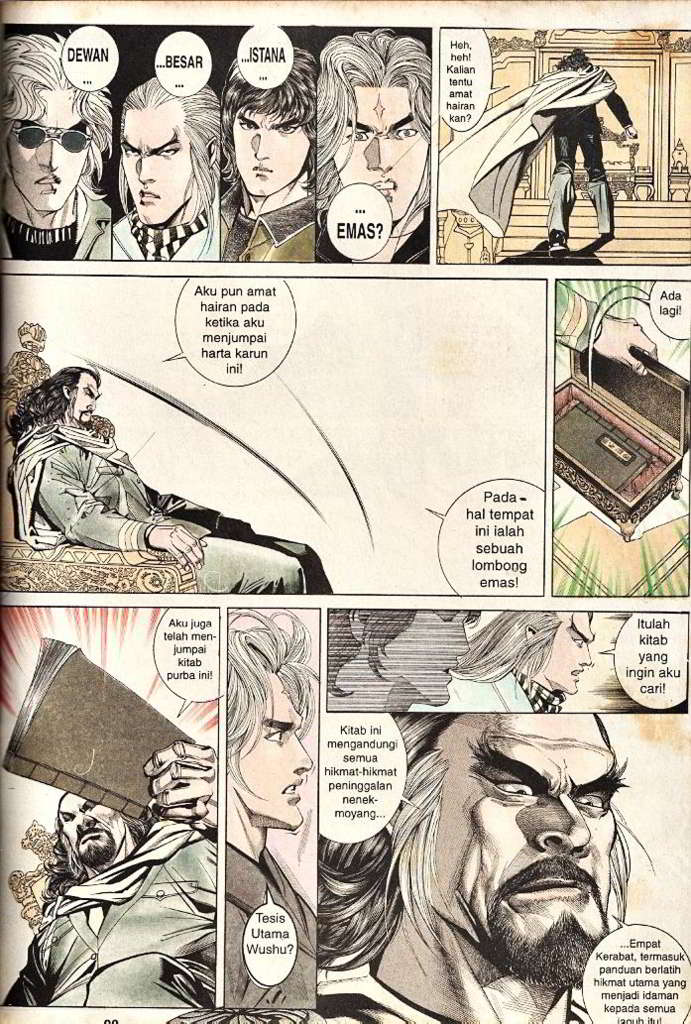 DEWAN
...
...BESAR
...
...ISTANA
...
...
EMAS?
Heh,
heh!
Kalian
tentu
amat
hairan
kan?
Aku pun amat
hairan pada
ketika aku
menjumpai
harta karun
ini!
Pada-
hal tempat
ini ialah
sebuah
lombong
emas!
Ada
lagi!
Aku juga
telah men-
jumpai
kitab
purba ini!
Tesis
Utama
Wushu?
Itulah
kitab
yang
ingin aku
cari!
Kitab ini
mengandungi
semua
hikmat-hikmat
peninggalan
nenek-
moyang...
...Empat
Kerabat, termasuk
panduan berlatih
hikmat utama yang
menjadi idaman
kepada semua
jaguh itu!